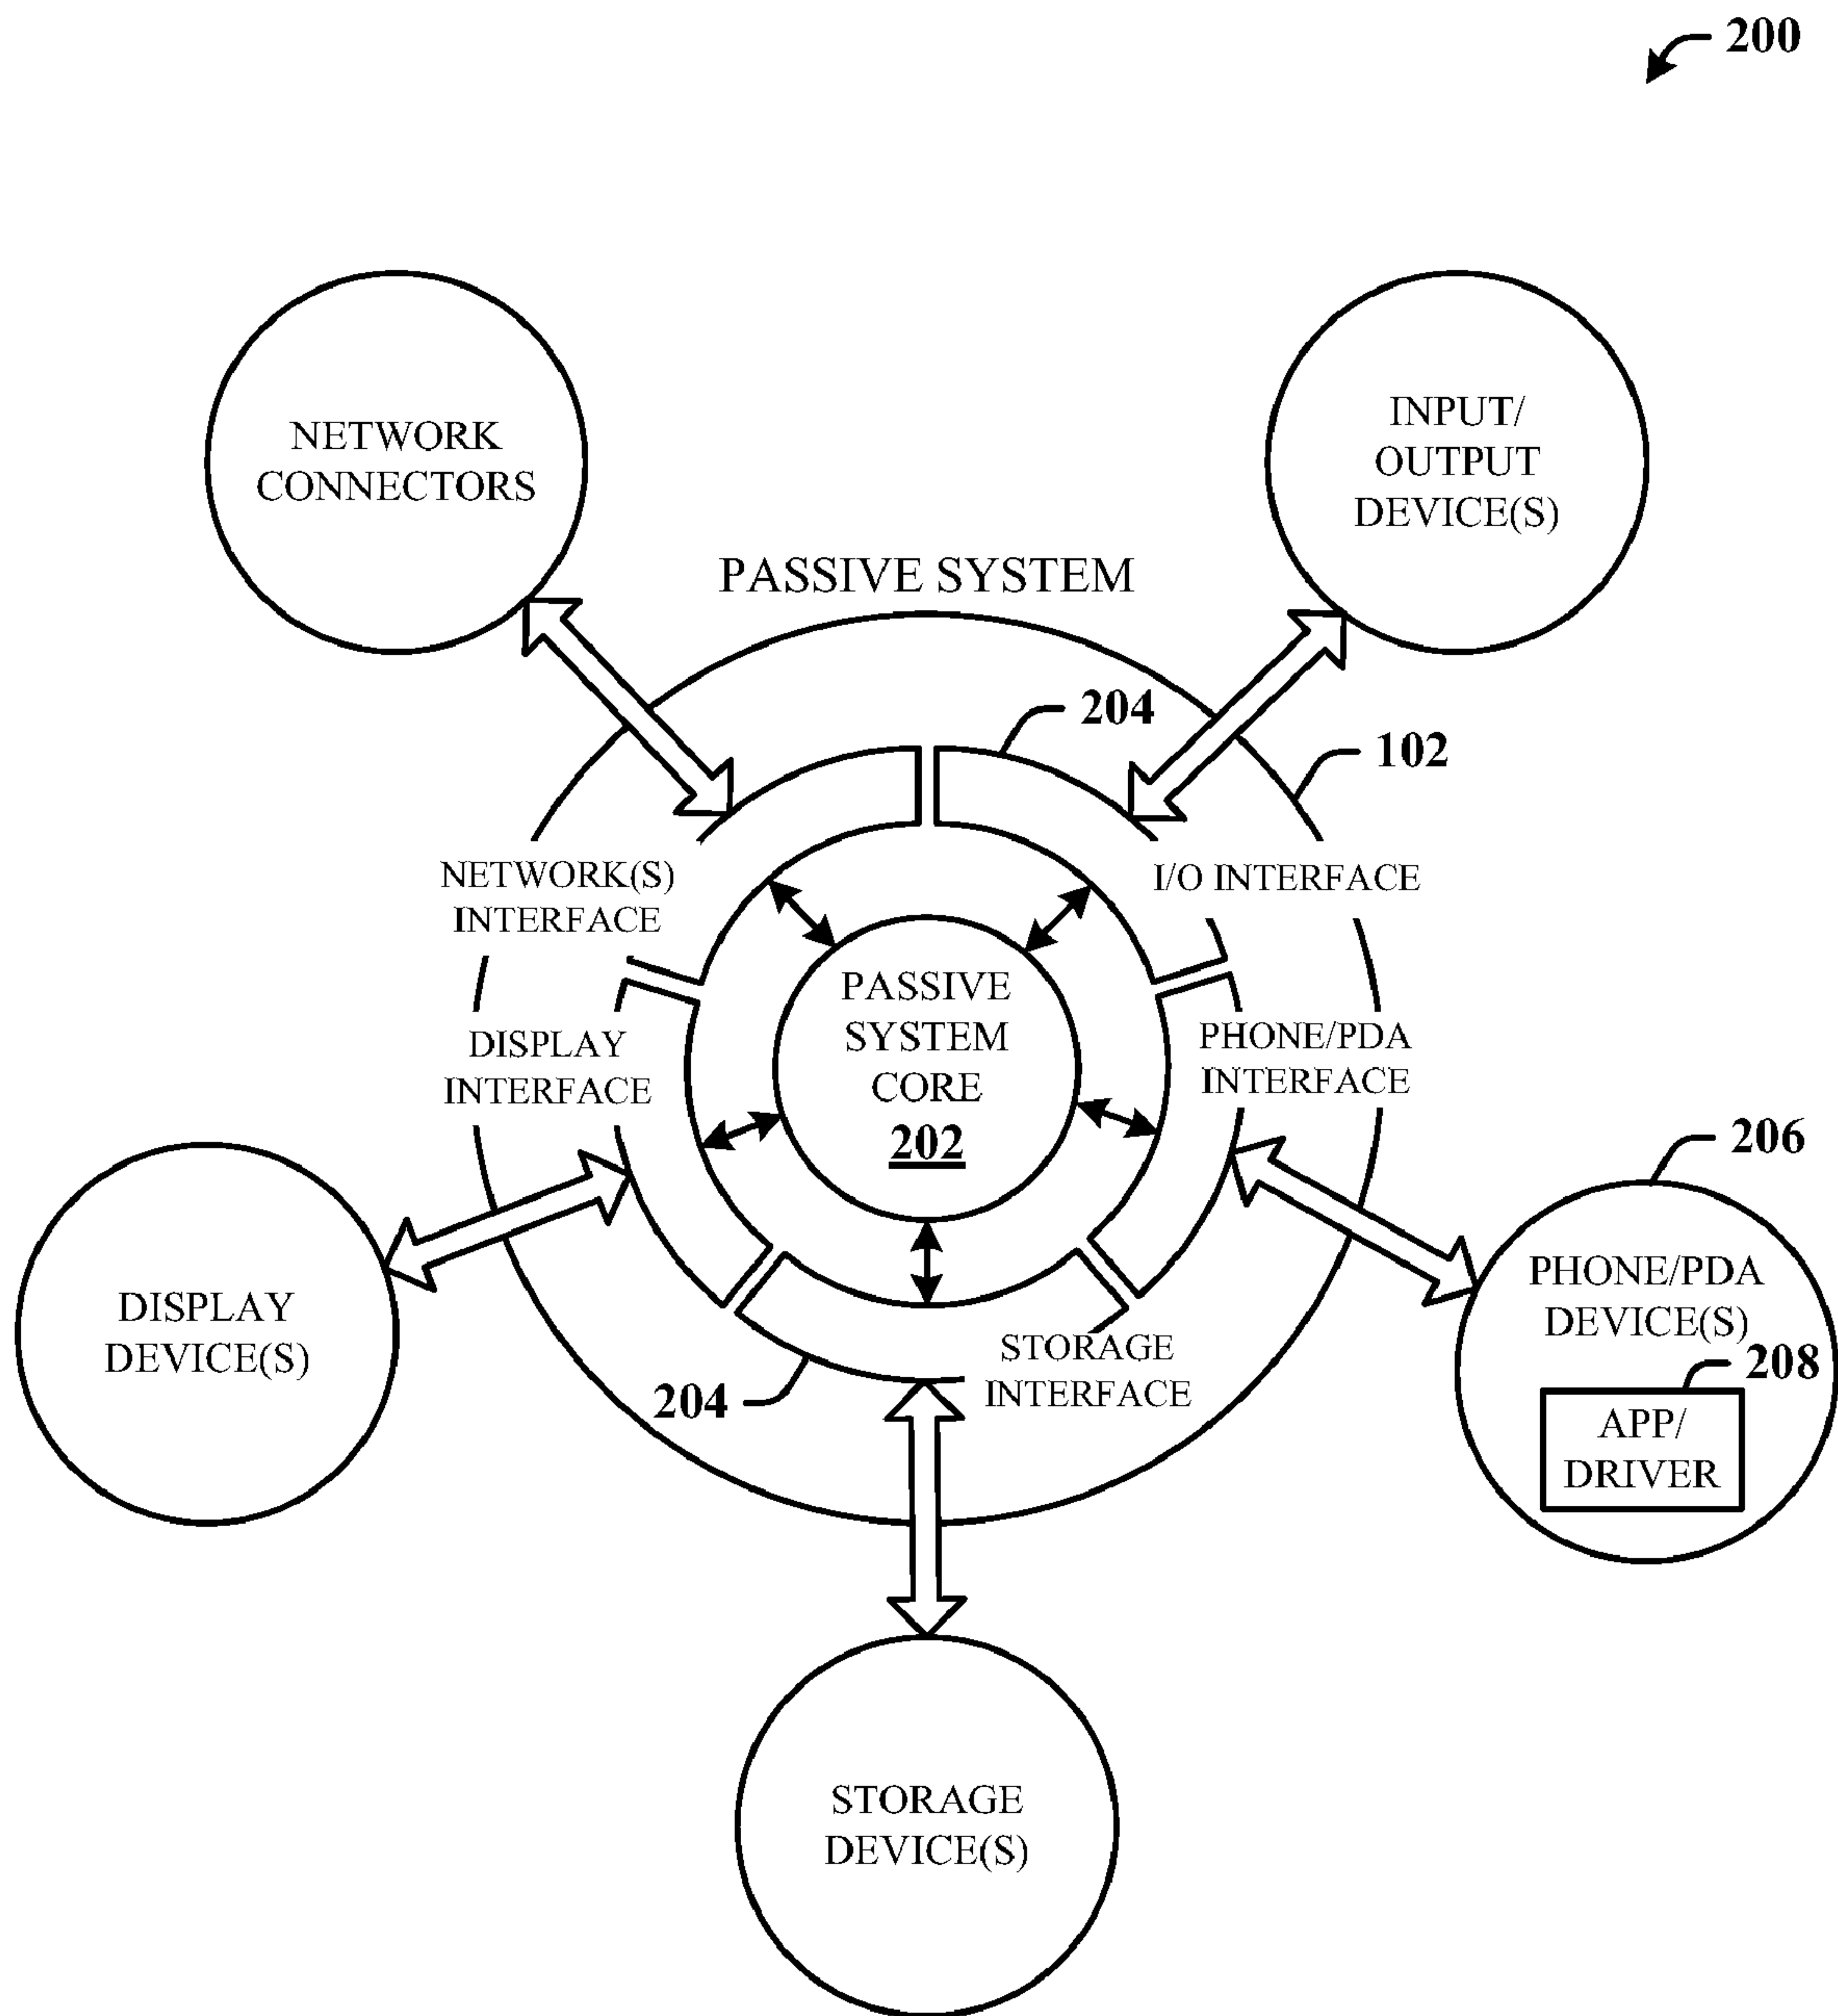 200
NETWORK
CONNECTORS
INPUT/
OUTPUT
DEVICE(S)
PASSIVE SYSTEM
204
102
NETWORK(S)
INTERFACE
I/O INTERFACE
PASSIVE
SYSTEM
CORE
202
DISPLAY
INTERFACE
PHONE/PDA
INTERFACE
206
DISPLAY
DEVICE(S)
PHONE/PDA
DEVICE(S)
208
APP/
DRIVER
STORAGE
INTERFACE
204
STORAGE
DEVICE(S)